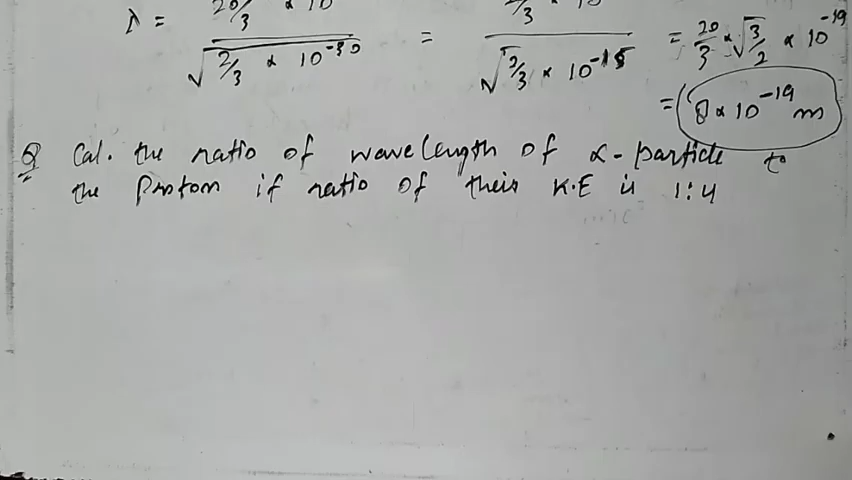 20/3 × 10
λ = ——— = /3 × 10 = 20/3 × √3/2 × 10⁻¹⁹
√2/3 × 10⁻³⁰ √2/3 × 10⁻¹⁵
= 8 × 10⁻¹⁹ m
Q Cal. the ratio of wavelength of α-particle to
the proton if ratio of their K.E is 1:4